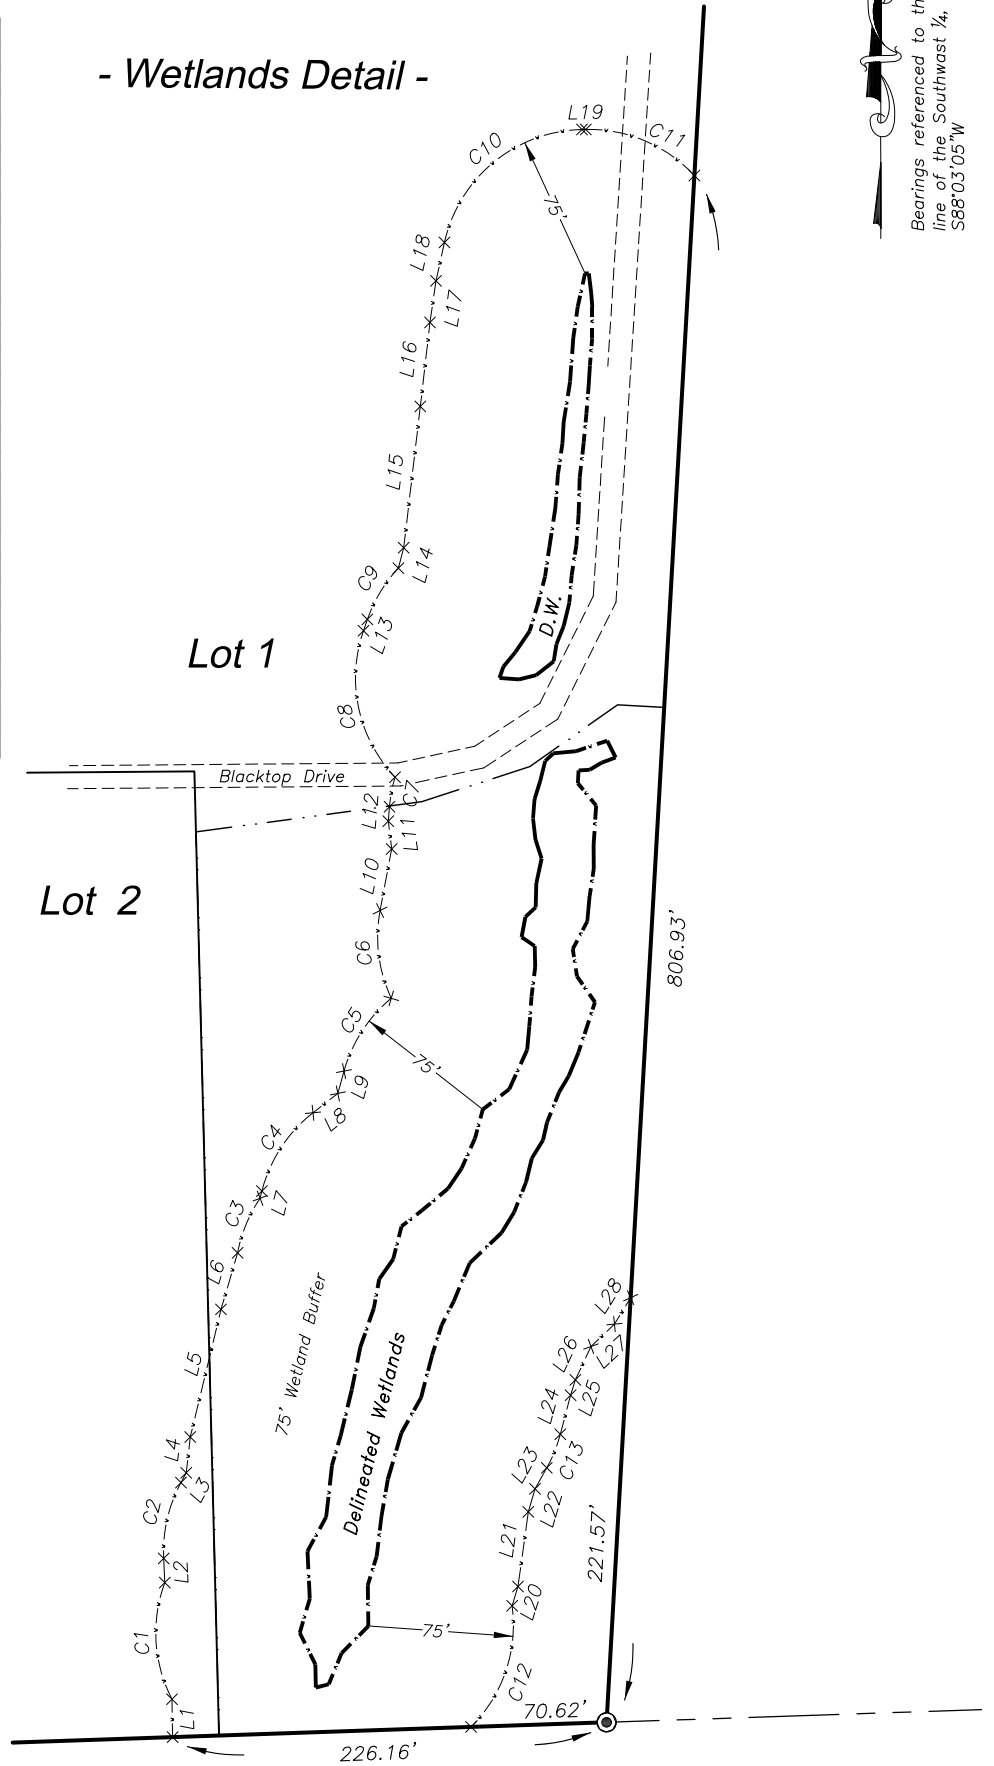 - Wetlands Detail -
Bearings referenced to th
line of the Southwest ¼,
S88°03'05"W
L19
C10
C11
75'
L18
L17
L16
L15
L14
C9
L13
D.W.
Lot 1
C8
Blacktop Drive
C7
L12
L11
L10
Lot 2
C6
806.93'
C5
75'
L9
L8
C4
L7
C3
L6
75' Wetland Buffer
Delineated Wetlands
L28
L27
L26
L25
L5
L24
C13
L4
L3
L23
L22
C2
L21
221.57'
L2
L20
C1
75'
C12
L1
70.62'
226.16'